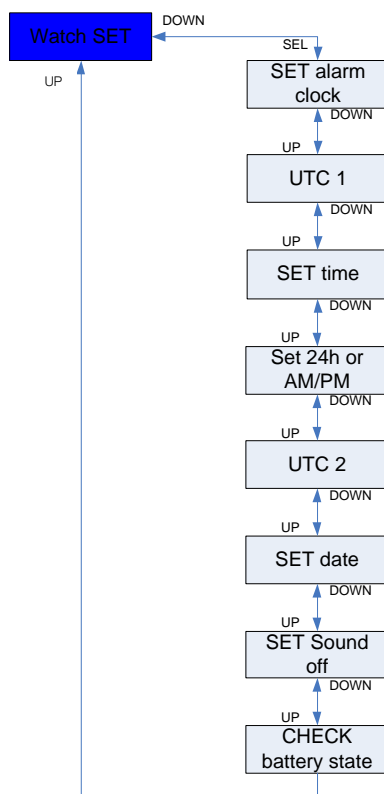 DOWN
Watch SET
SEL
UP
SET alarm
clock
DOWN
UP
UTC 1
DOWN
UP
SET time
DOWN
UP
Set 24h or
AM/PM
DOWN
UP
UTC 2
DOWN
UP
SET date
DOWN
UP
SET Sound
off
DOWN
UP
CHECK
battery state